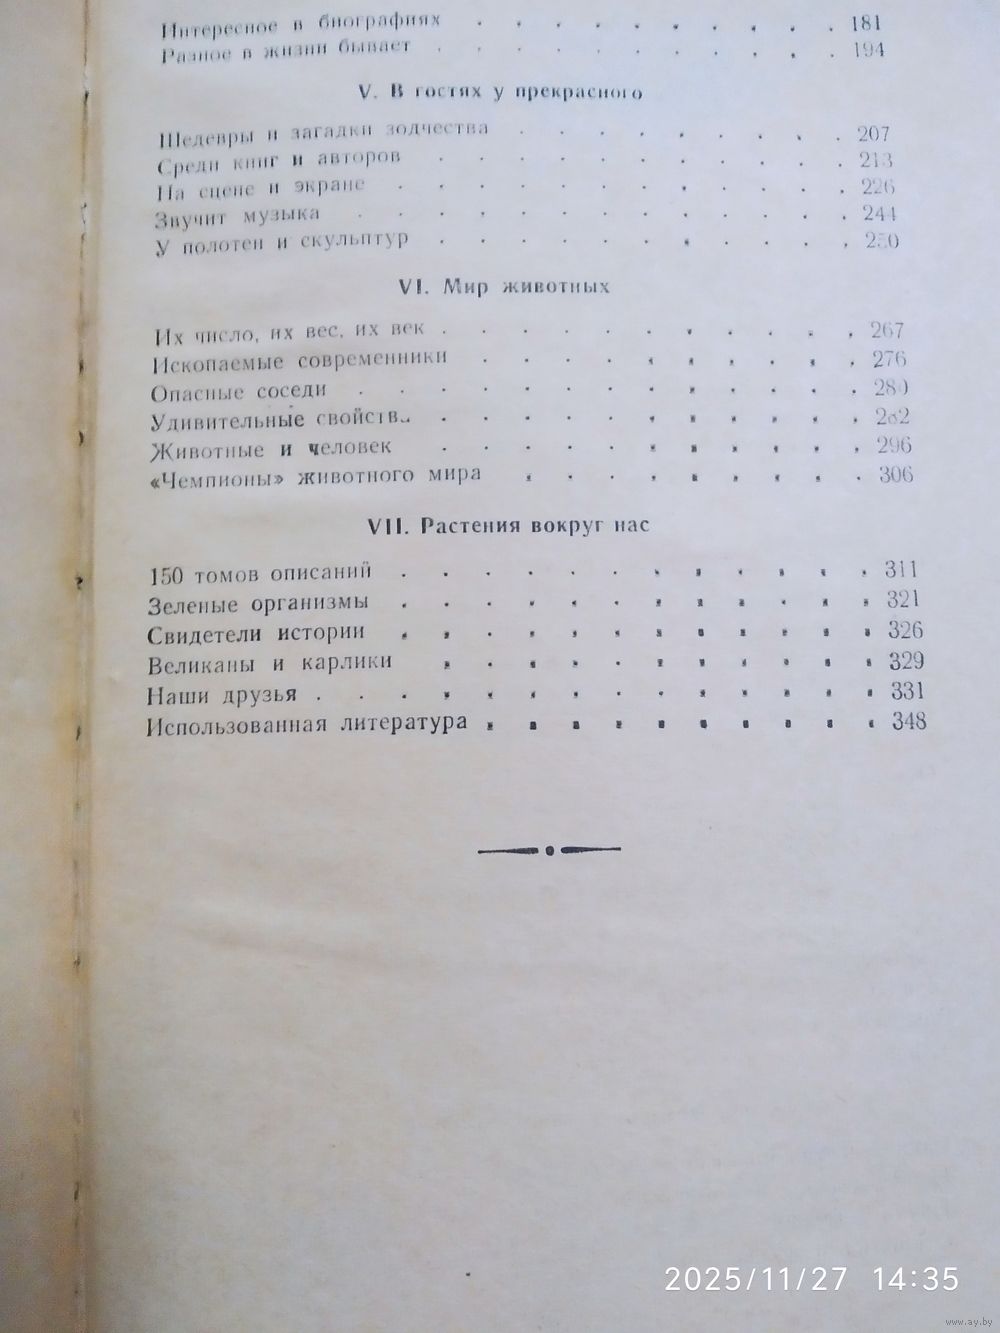 Интересное в биографиях . . . . . . . . . . 181
Разное в жизни бывает . . . . . . . . . . . 194
V. В гостях у прекрасного
Шедевры и загадки зодчества . . . . . . . . . 207
Среди книг и авторов . . . . . . . . . . . 213
На сцене и экране . . . . . . . . . . . . 226
Звучит музыка . . . . . . . . . . . . . 244
У полотен и скульптур . . . . . . . . . . . 250
VI. Мир животных
Их число, их вес, их век . . . . . . . . . . . 267
Ископаемые современники . . . . . . . . . . 276
Опасные соседи . . . . . . . . . . . . . 280
Удивительные свойства . . . . . . . . . . . 282
Животные и человек . . . . . . . . . . . 296
«Чемпионы» животного мира . . . . . . . . . 306
VII. Растения вокруг нас
150 томов описаний . . . . . . . . . . . . 311
Зеленые организмы . . . . . . . . . . . . 321
Свидетели истории . . . . . . . . . . . . 326
Великаны и карлики . . . . . . . . . . . 329
Наши друзья . . . . . . . . . . . . . . 331
Использованная литература . . . . . . . . . . 348
2025/11/27 14:35
www.ay.by